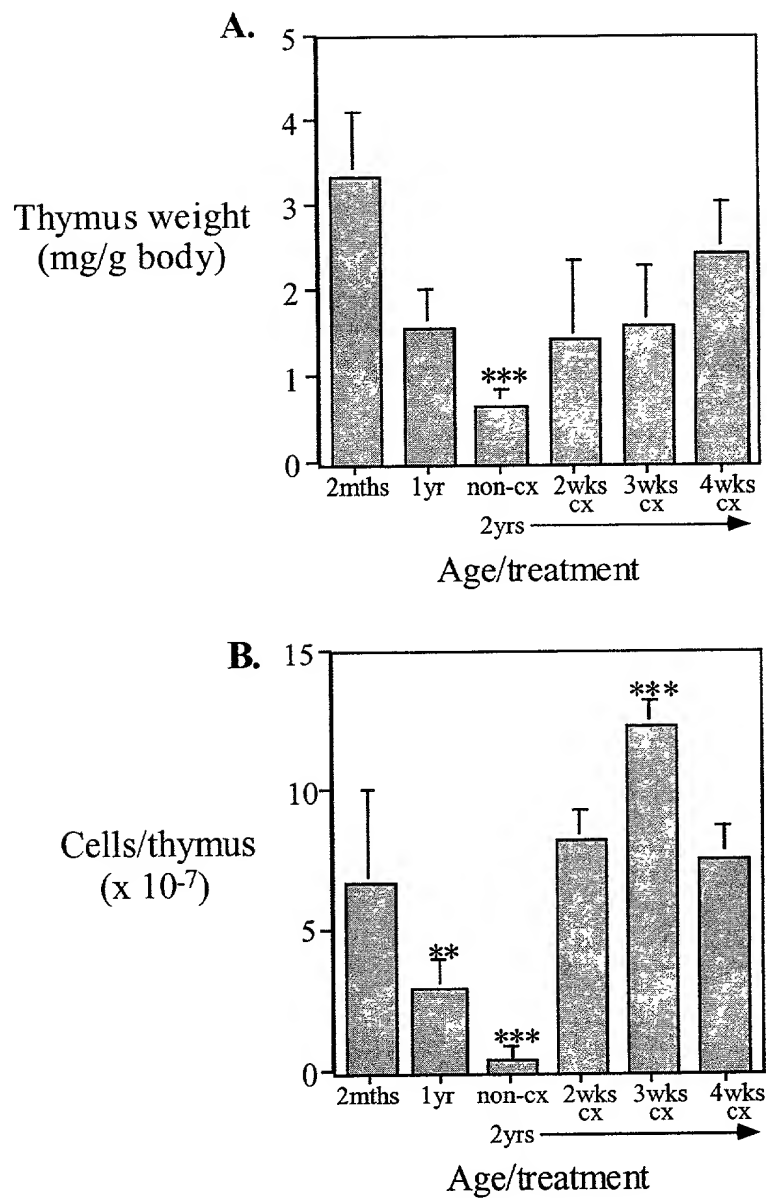 A.
5
4
3
2
1
0
Thymus weight
(mg/g body)
***
2mths 1yr non-cx 2wks cx 3wks cx 4wks cx
2yrs
Age/treatment
B.
15
10
5
0
Cells/thymus
(x 10⁻⁷)
** *** ***
2mths 1yr non-cx 2wks cx 3wks cx 4wks cx
2yrs
Age/treatment